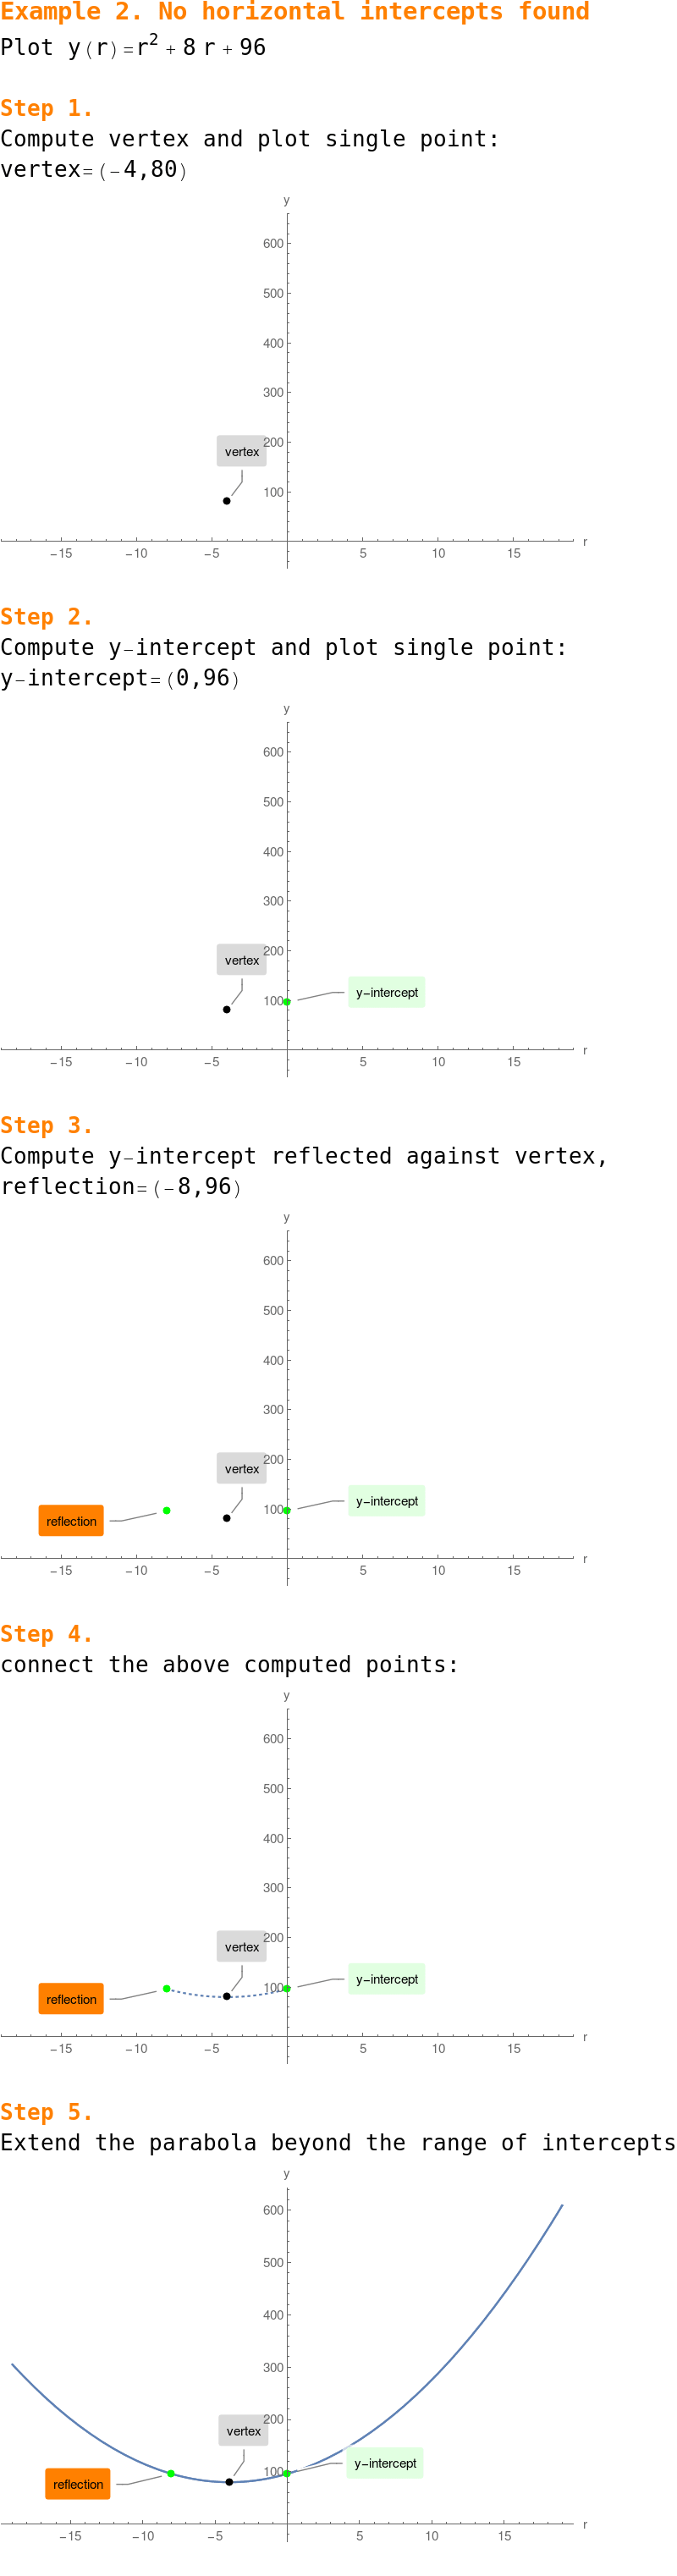 Example 2. No horizontal intercepts found
Plot y(r)=r² + 8 r + 96
Step 1.
Compute vertex and plot single point:
vertex=(-4,80)
y
600
500
400
300
200
vertex
100
r
−15 −10 −5 5 10 15
Step 2.
Compute y-intercept and plot single point:
y-intercept=(0,96)
y
600
500
400
300
200
vertex
y−intercept
100
r
−15 −10 −5 5 10 15
Step 3.
Compute y-intercept reflected against vertex,
reflection=(-8,96)
y
600
500
400
300
200
vertex
y−intercept
100
reflection
r
−15 −10 −5 5 10 15
Step 4.
connect the above computed points:
y
600
500
400
300
200
vertex
y−intercept
100
reflection
r
−15 −10 −5 5 10 15
Step 5.
Extend the parabola beyond the range of intercepts
y
600
500
400
300
200
vertex
y−intercept
100
reflection
r
−15 −10 −5 5 10 15